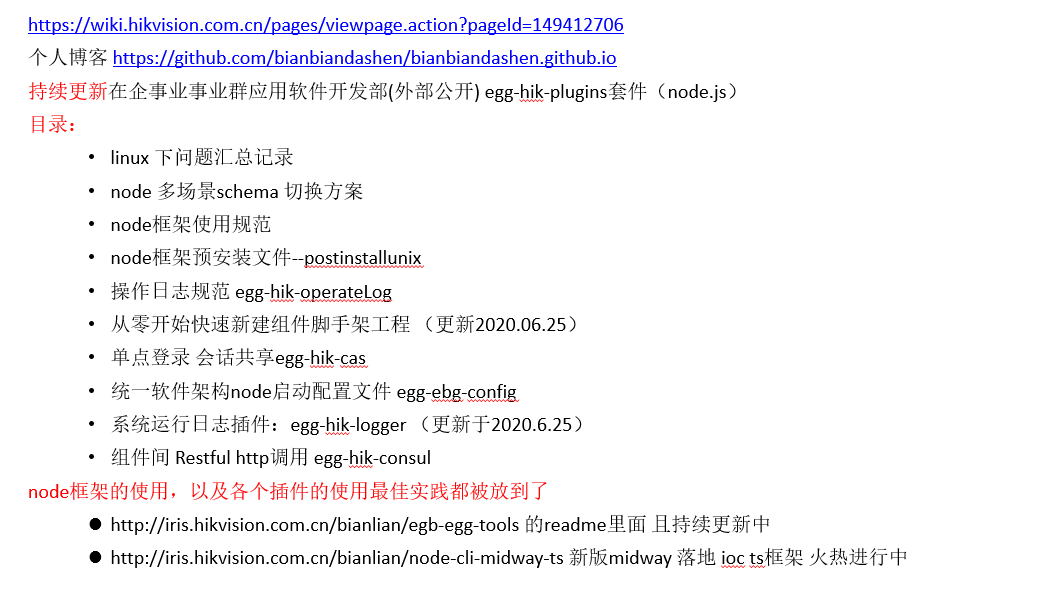 https://wiki.hikvision.com.cn/pages/viewpage.action?pageId=149412706
个人博客 https://github.com/bianbiandashen/bianbiandashen.github.io
持续更新在企事业事业群应用软件开发部(外部公开) egg-hik-plugins套件（node.js）
目录：
• linux 下问题汇总记录
• node 多场景schema 切换方案
• node框架使用规范
• node框架预安装文件--postinstallunix
• 操作日志规范 egg-hik-operateLog
• 从零开始快速新建组件脚手架工程 （更新2020.06.25）
• 单点登录 会话共享egg-hik-cas
• 统一软件架构node启动配置文件 egg-ebg-config
• 系统运行日志插件：egg-hik-logger （更新于2020.6.25）
• 组件间 Restful http调用 egg-hik-consul
node框架的使用，以及各个插件的使用最佳实践都被放到了
● http://iris.hikvision.com.cn/bianlian/egb-egg-tools 的readme里面 且持续更新中
● http://iris.hikvision.com.cn/bianlian/node-cli-midway-ts 新版midway 落地 ioc ts框架 火热进行中